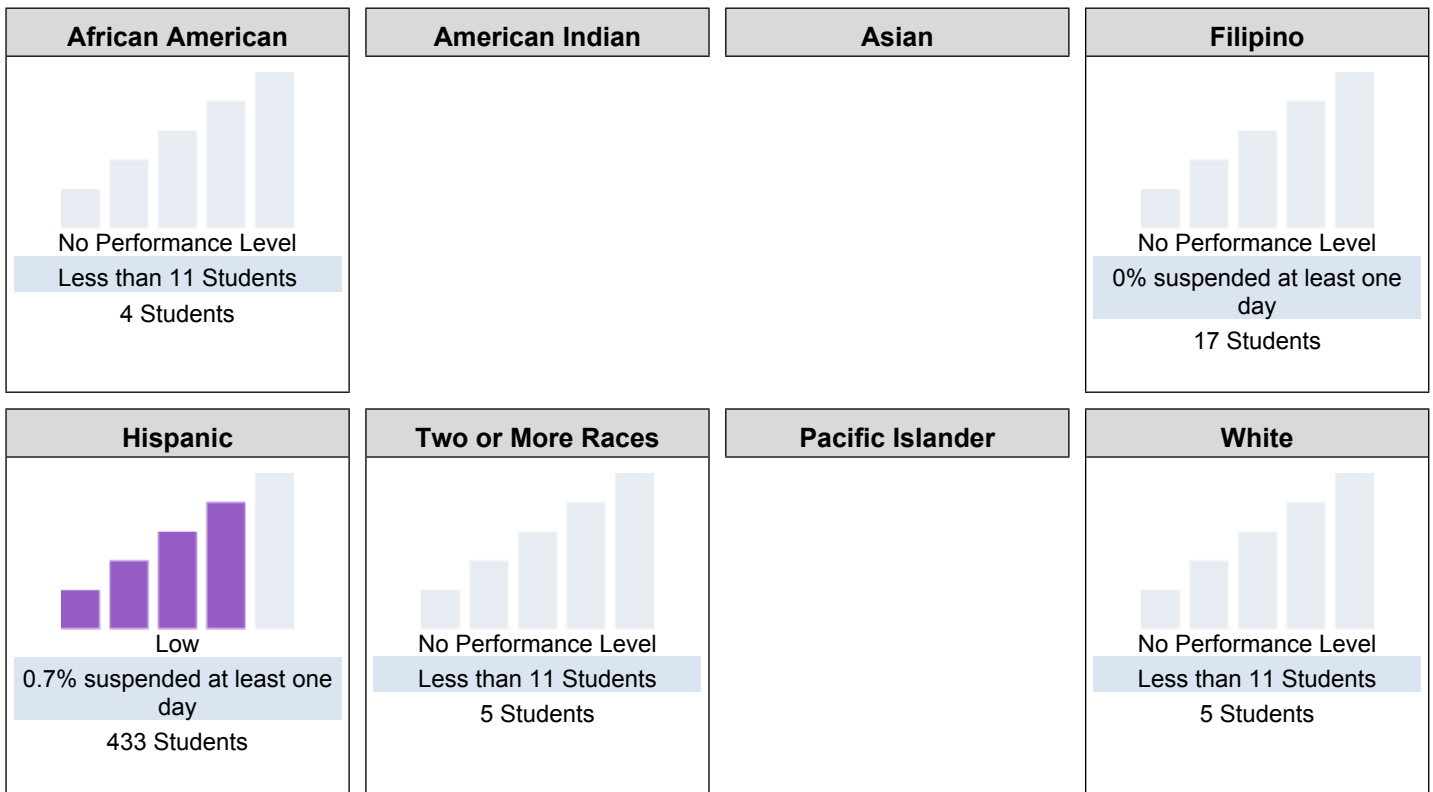 African American
American Indian
Asian
Filipino
No Performance Level
Less than 11 Students
4 Students
No Performance Level
0% suspended at least one
day
17 Students
Hispanic
Two or More Races
Pacific Islander
White
Low
0.7% suspended at least one
day
433 Students
No Performance Level
Less than 11 Students
5 Students
No Performance Level
Less than 11 Students
5 Students